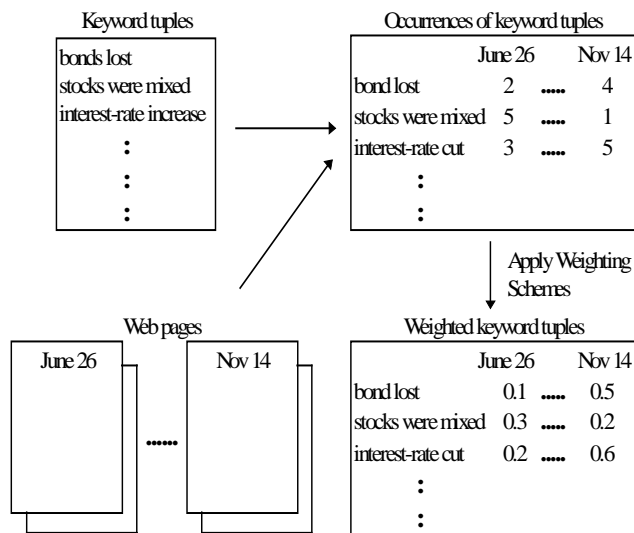 Keyword tuples
bonds lost
stocks were mixed
interest-rate increase
Occurrences of keyword tuples
June 26 Nov 14
bond lost 2 ..... 4
stocks were mixed 5 ..... 1
interest-rate cut 3 ..... 5
Apply Weighting
Schemes
Web pages
June 26 ...... Nov 14
Weighted keyword tuples
June 26 Nov 14
bond lost 0.1 ..... 0.5
stocks were mixed 0.3 ..... 0.2
interest-rate cut 0.2 ..... 0.6